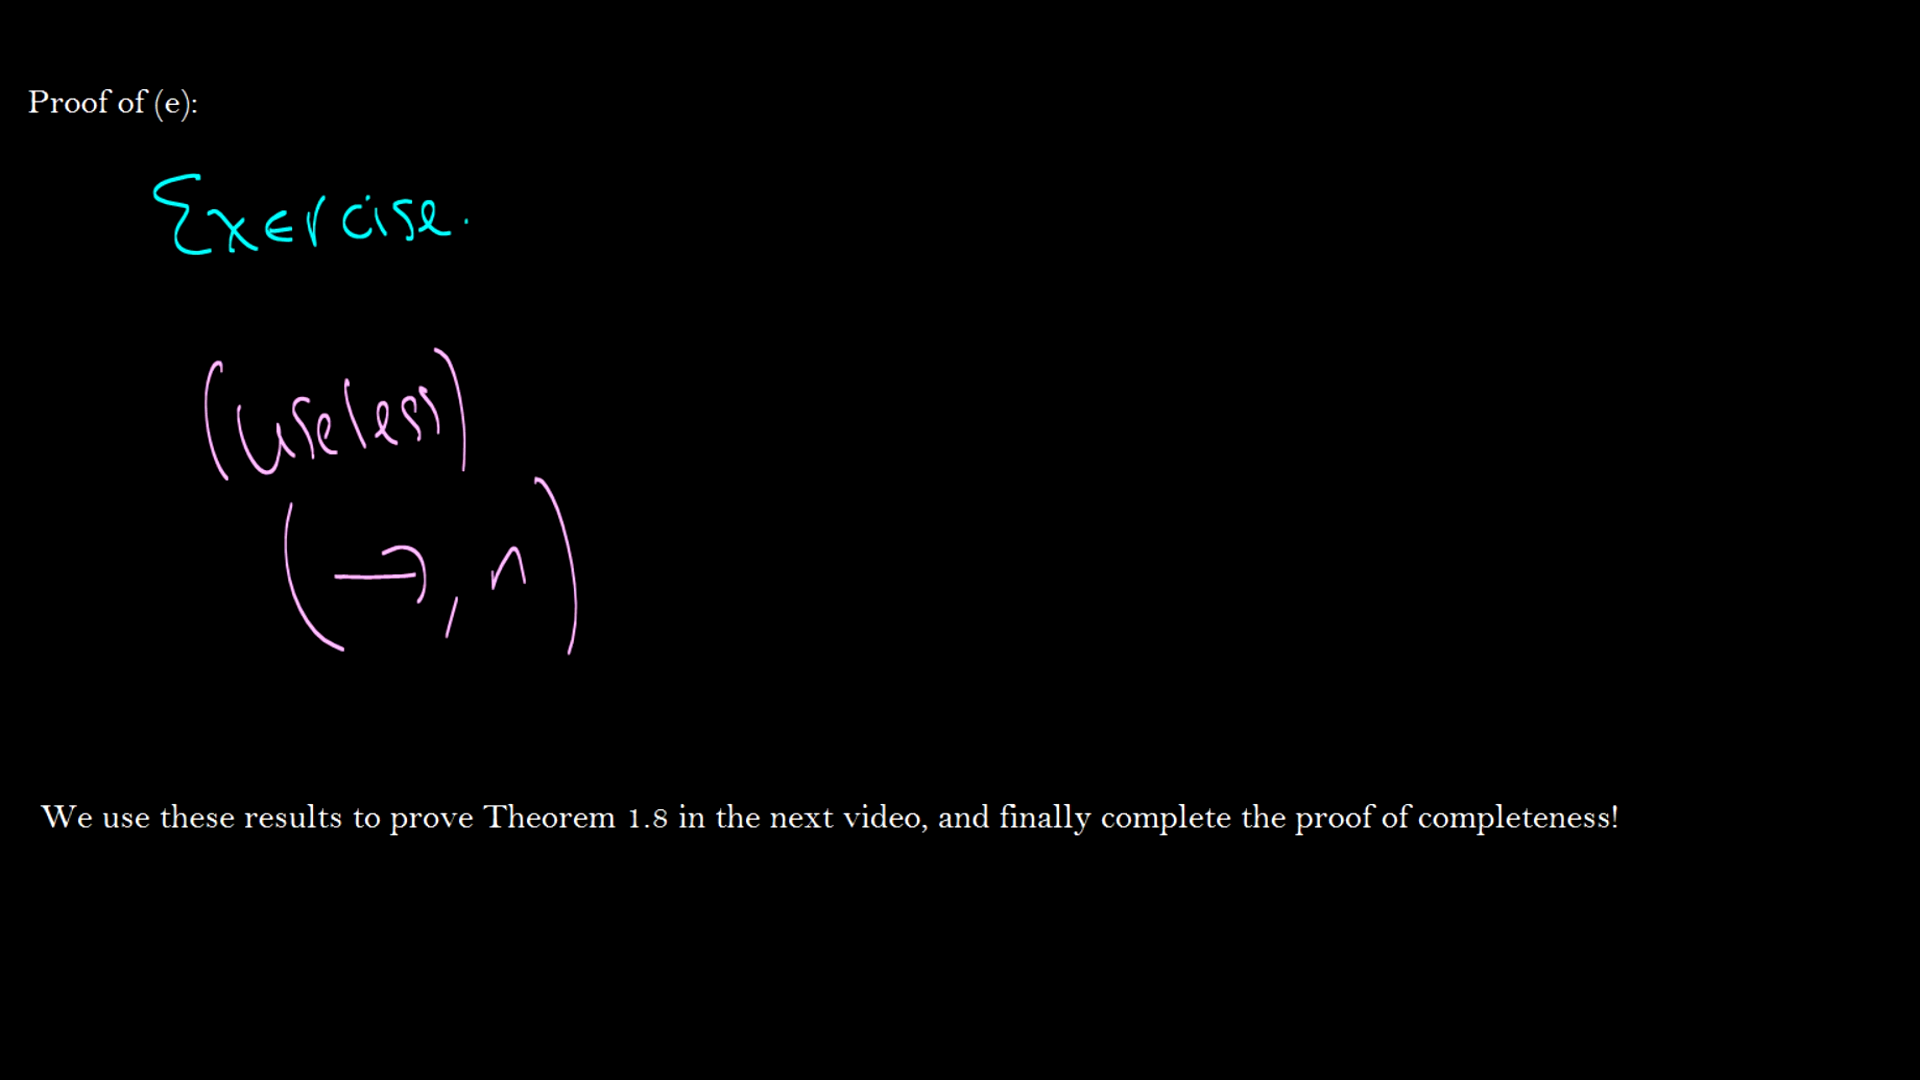 Proof of (e):
Exercise.
(useless)
(→, n)
We use these results to prove Theorem 1.8 in the next video, and finally complete the proof of completeness!